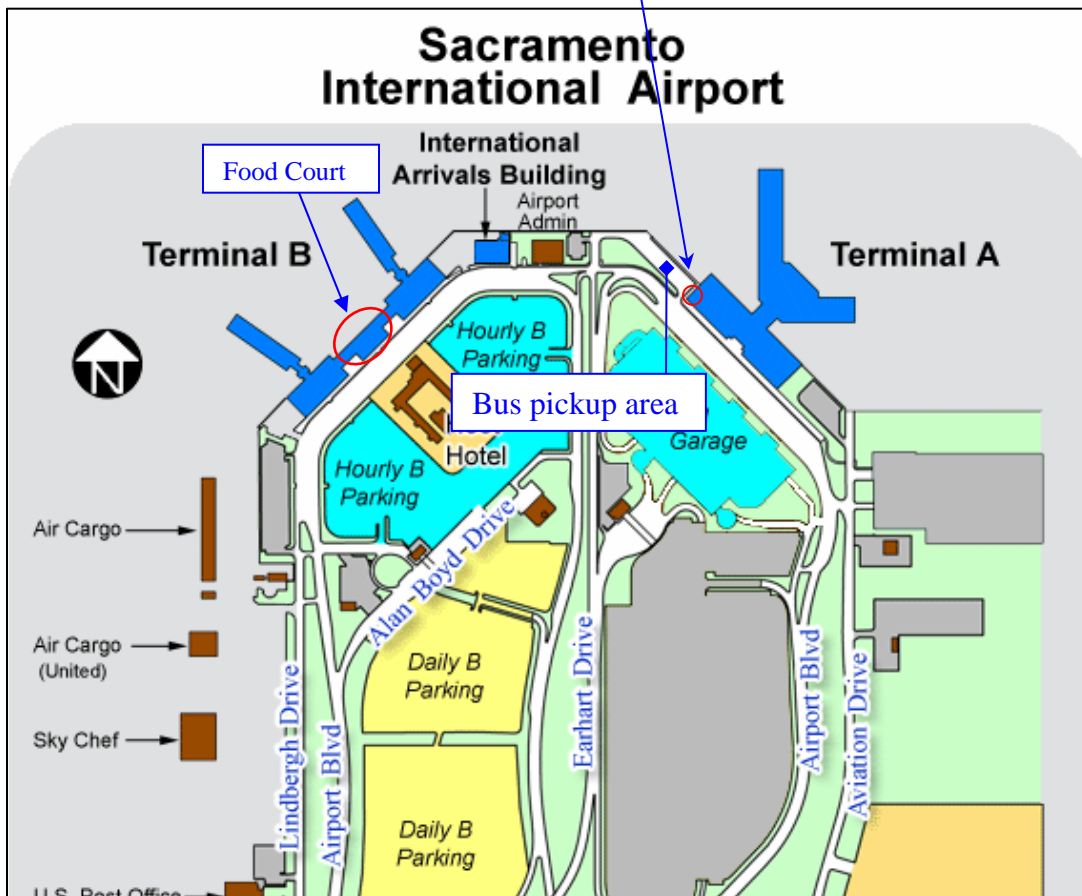 Sacramento
International Airport
International
Arrivals Building
Food Court
Airport
Admin
Terminal B
Terminal A
Hourly B
Parking
N
Bus pickup area
Garage
Hotel
Hourly B
Parking
Air Cargo
Alan Boyd Drive
Air Cargo
(United)
Daily B
Parking
Sky Chef
Lindbergh Drive
Airport Blvd
Earhart Drive
Airport Blvd
Aviation Drive
Daily B
Parking
U.S. Post Office